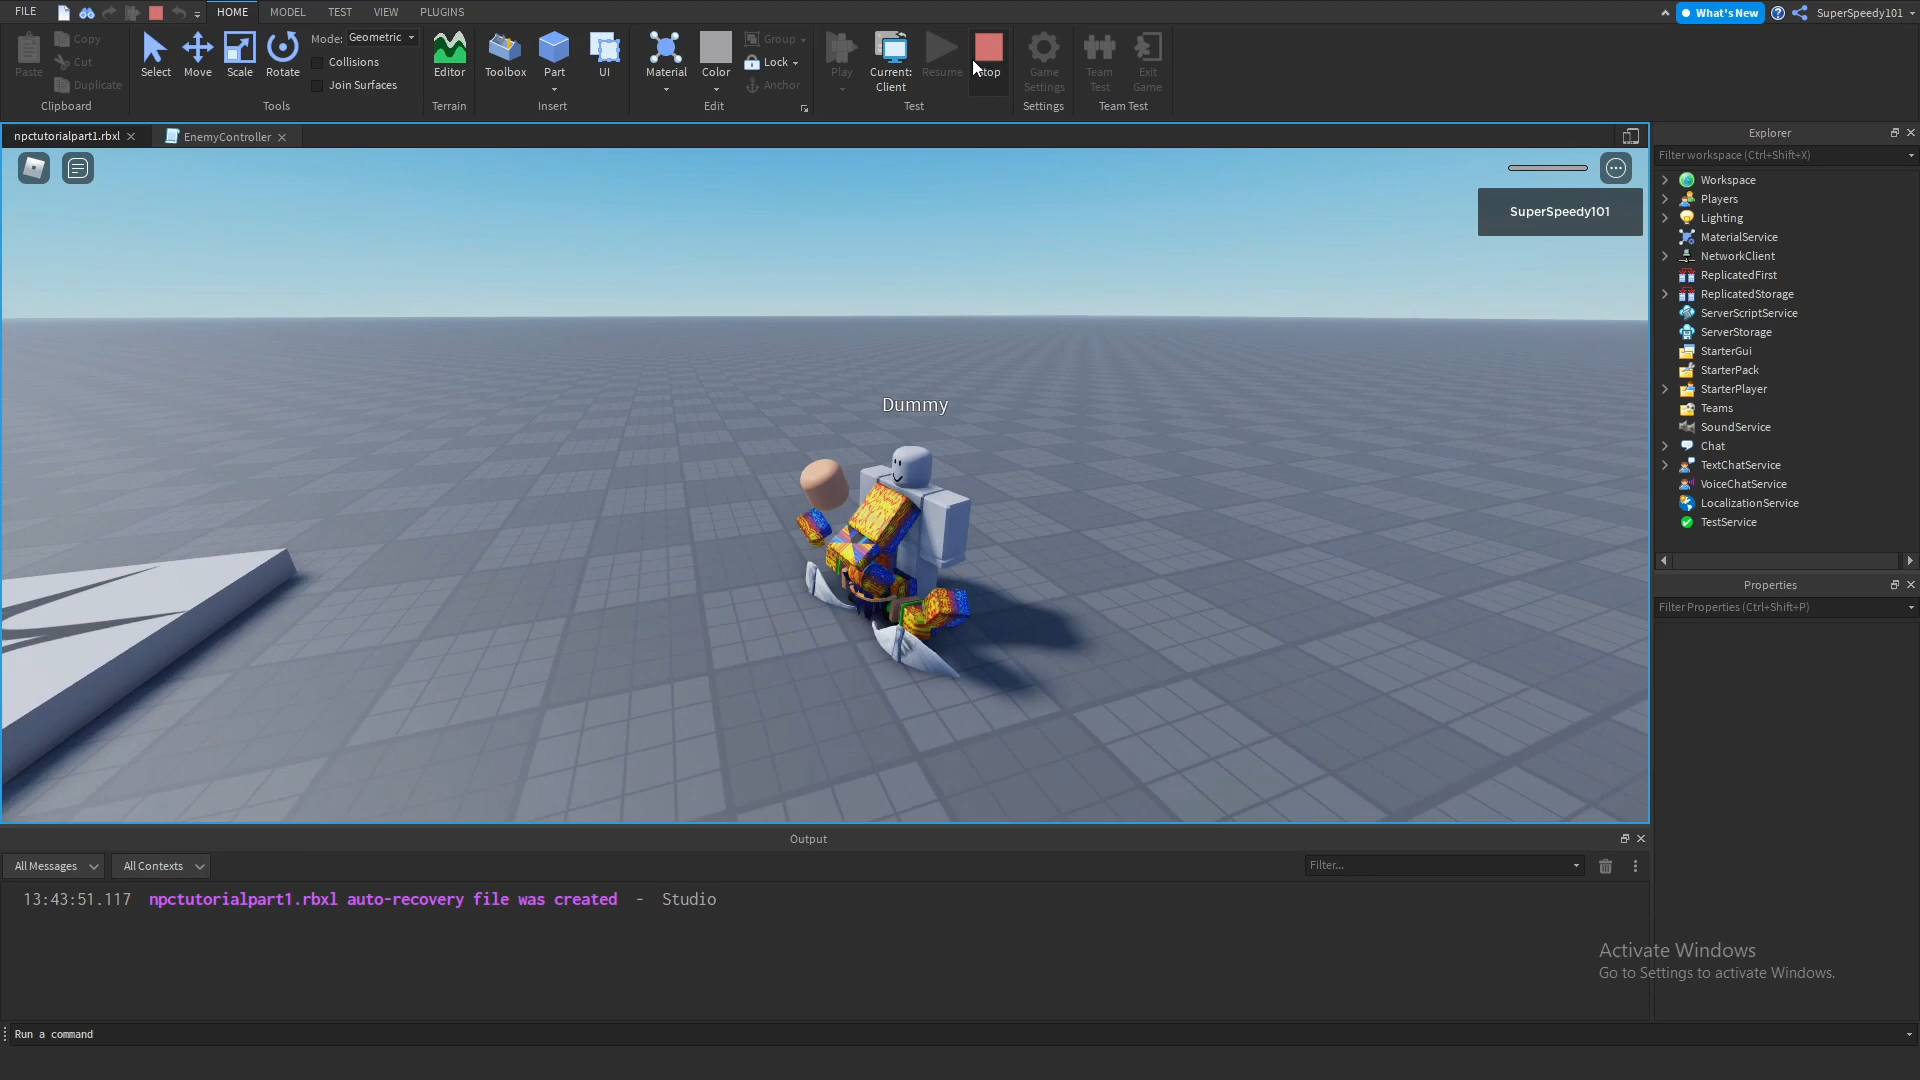 FILE HOME MODEL TEST VIEW PLUGINS What's New SuperSpeedy101
Paste Copy Cut Duplicate
Clipboard
Select Move Scale Rotate Mode: Geometric
Collisions
Join Surfaces
Tools
Editor
Terrain
Toolbox Part UI
Insert
Material Color Group Lock Anchor
Edit
Play Current: Client Resume Stop
Test
Game Settings
Settings
Team Test Exit Game
Team Test
npctutorialpart1.rbxl EnemyController
SuperSpeedy101
Dummy
Explorer
Filter workspace (Ctrl+Shift+X)
Workspace
Players
Lighting
MaterialService
NetworkClient
ReplicatedFirst
ReplicatedStorage
ServerScriptService
ServerStorage
StarterGui
StarterPack
StarterPlayer
Teams
SoundService
Chat
TextChatService
VoiceChatService
LocalizationService
TestService
Properties
Filter Properties (Ctrl+Shift+P)
Output
All Messages All Contexts Filter...
13:43:51.117 npctutorialpart1.rbxl auto-recovery file was created - Studio
Activate Windows
Go to Settings to activate Windows.
Run a command